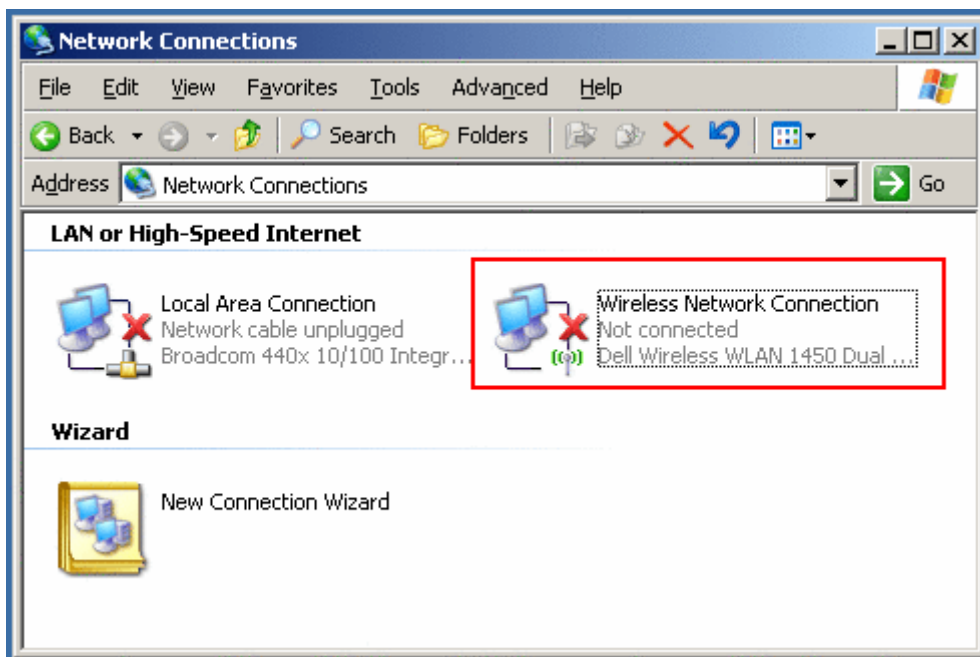 Network Connections
File Edit View Favorites Tools Advanced Help
Back Search Folders
Address Network Connections Go
LAN or High-Speed Internet
Local Area Connection
Network cable unplugged
Broadcom 440x 10/100 Integr...
Wireless Network Connection
Not connected
Dell Wireless WLAN 1450 Dual ...
Wizard
New Connection Wizard